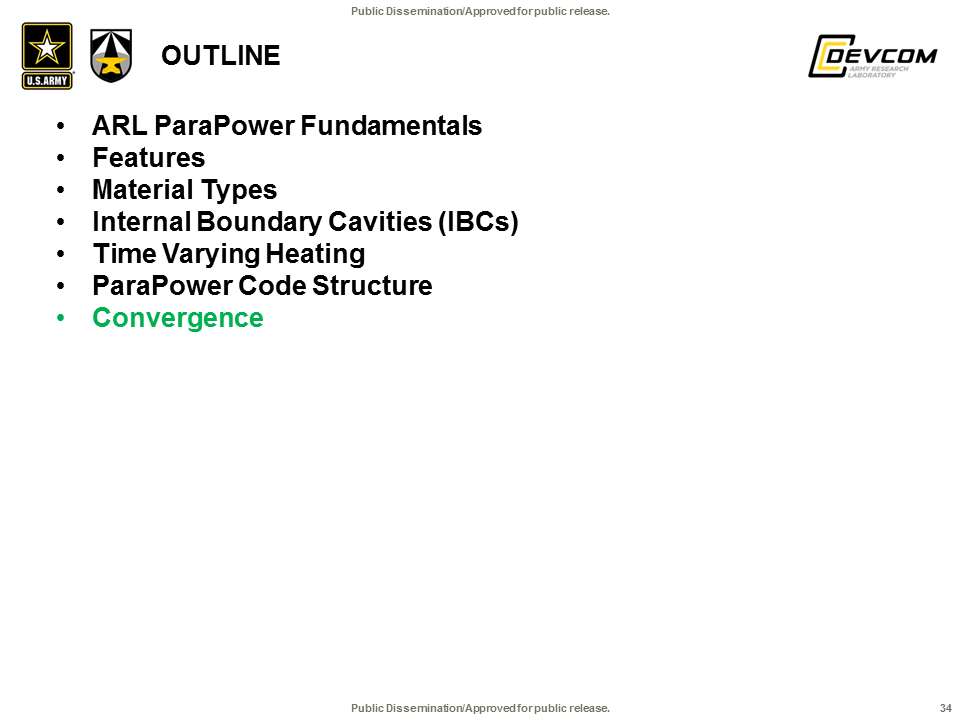 Public Dissemination/Approved for public release.
U.S.ARMY
OUTLINE
DEVCOM
ARMY RESEARCH
LABORATORY
• ARL ParaPower Fundamentals
• Features
• Material Types
• Internal Boundary Cavities (IBCs)
• Time Varying Heating
• ParaPower Code Structure
• Convergence
Public Dissemination/Approved for public release.
34